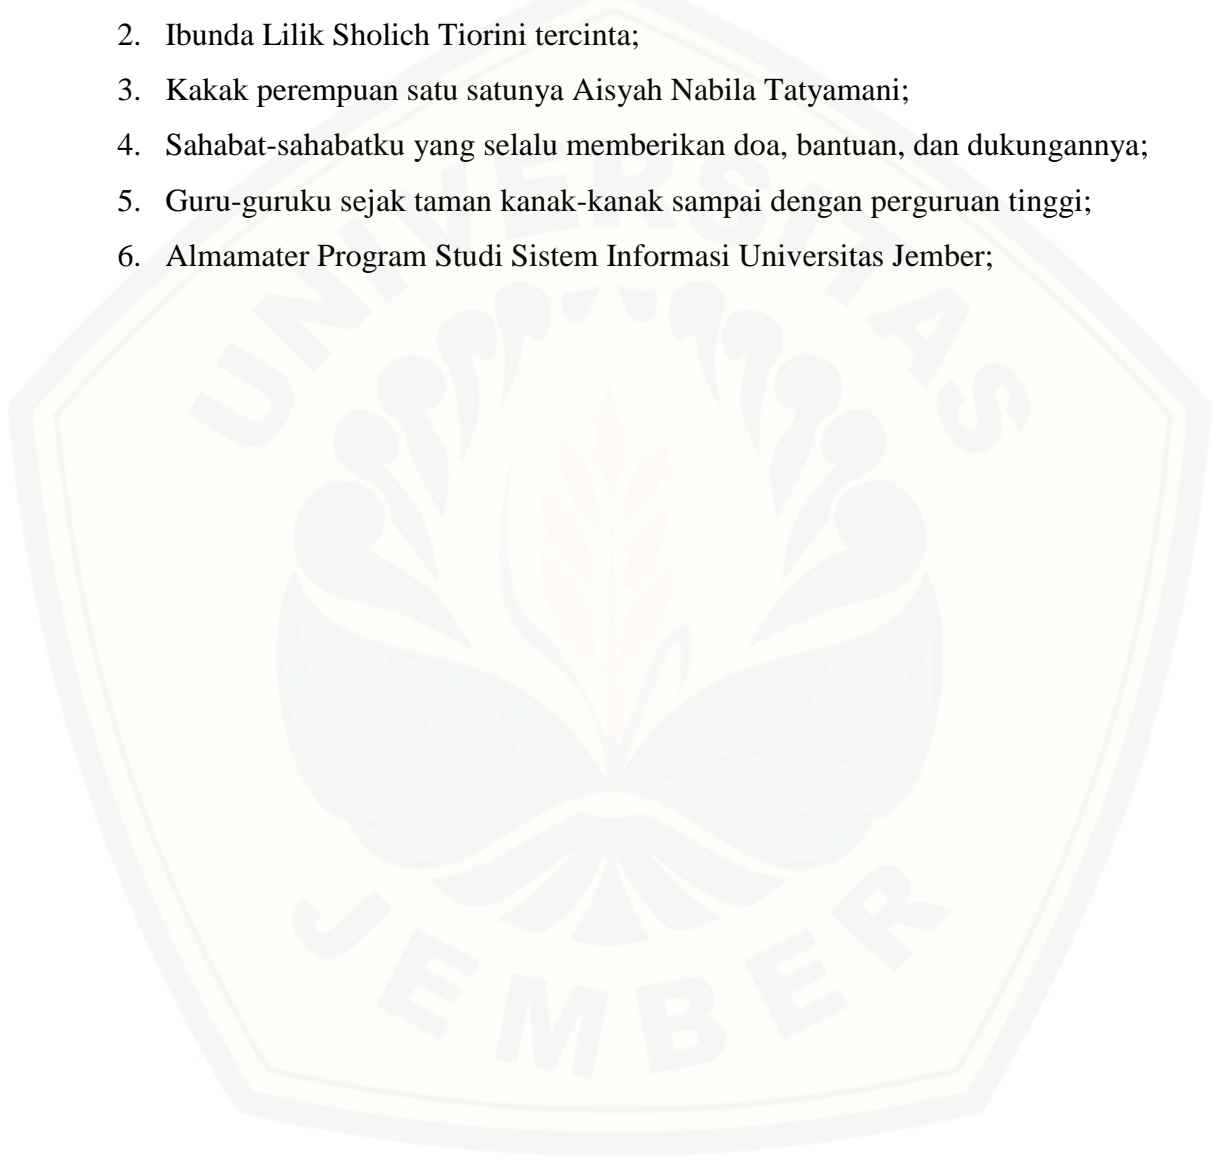 2. Ibunda Lilik Sholich Tiorini tercinta;
3. Kakak perempuan satu satunya Aisyah Nabila Tatyamani;
4. Sahabat-sahabatku yang selalu memberikan doa, bantuan, dan dukungannya;
5. Guru-guruku sejak taman kanak-kanak sampai dengan perguruan tinggi;
6. Almamater Program Studi Sistem Informasi Universitas Jember;
UNIVERSITAS
JEMBER